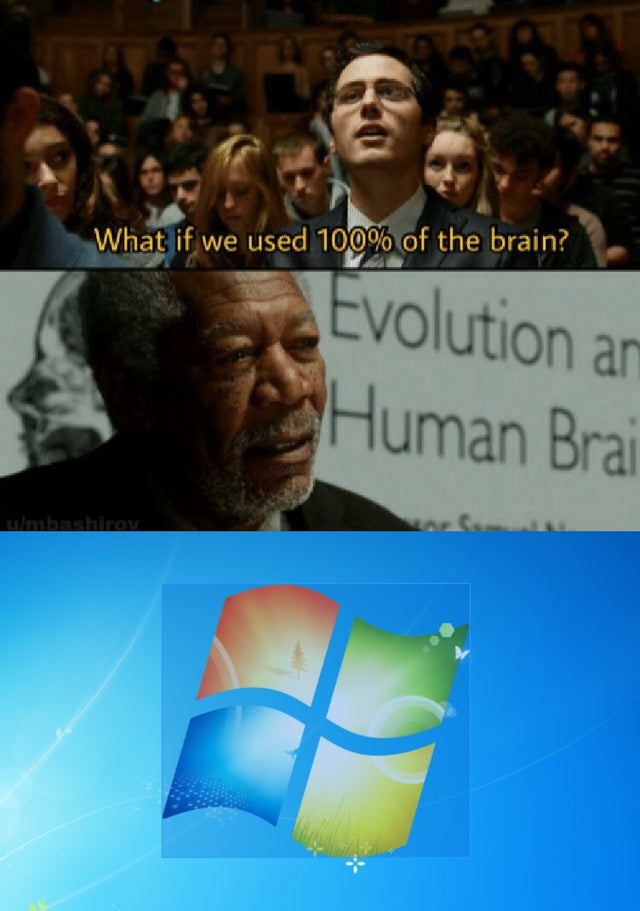 What if we used 100% of the brain?
Evolution an
Human Brai
u/mbashirov